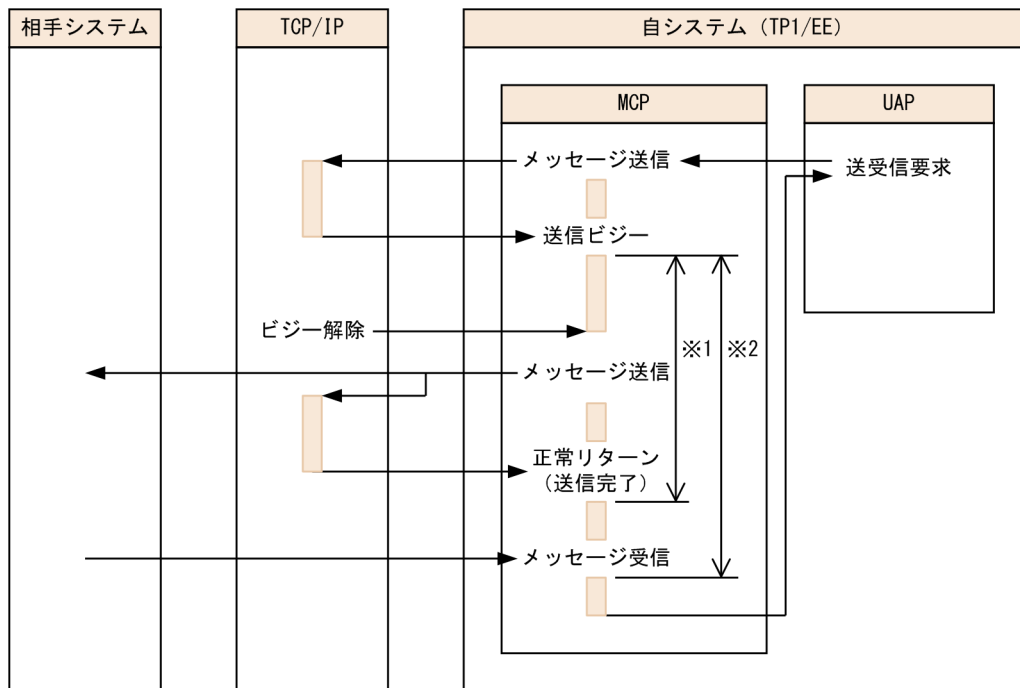 相手システム
TCP/IP
自システム（TP1/EE）
MCP
UAP
メッセージ送信
送受信要求
送信ビジー
ビジー解除
※1
※2
メッセージ送信
正常リターン
（送信完了）
メッセージ受信